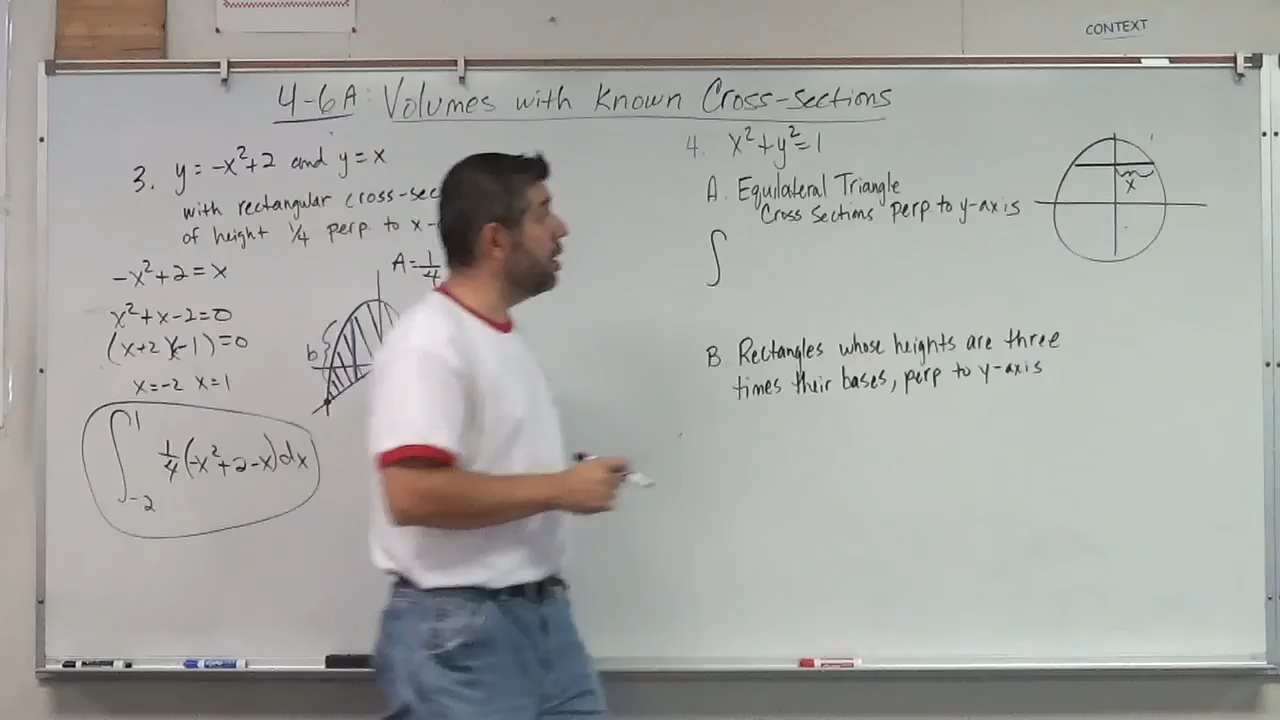 CONTEXT
4-6A: Volumes with Known Cross-sections
3. y = -x²+2 and y = x
with rectangular cross-sec
of height 1/4 perp. to x-
-x²+2 = x
x²+x-2=0
(x+2)(x-1)=0
x=-2 x=1
∫₋₂¹ 1/4(-x²+2-x)dx
A=1/4
b
4. x²+y²=1
A. Equilateral Triangle
Cross Sections perp to y-axis
∫
x
B Rectangles whose heights are three
times their bases, perp to y-axis